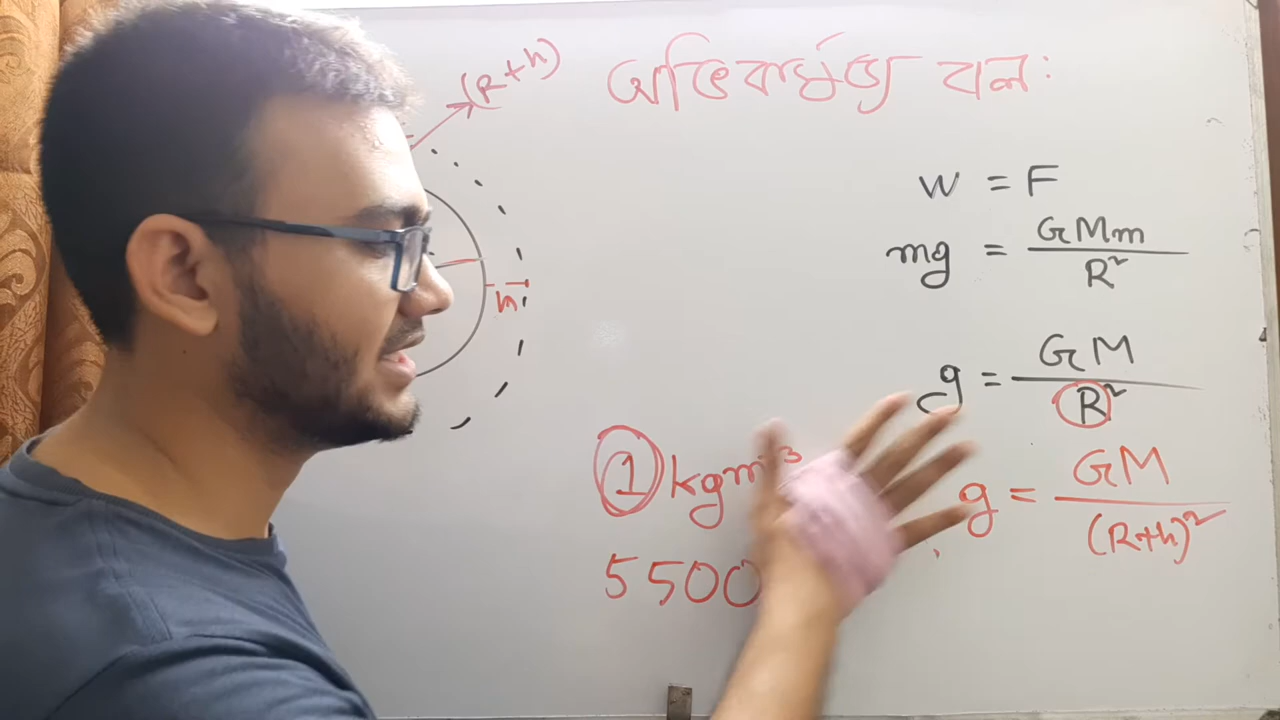 অভিকর্ষজ বল:
(R+h)
h
W = F
mg = GMm / R²
g = GM / R²
g = GM / (R+h)²
1 kgm⁻³
5500